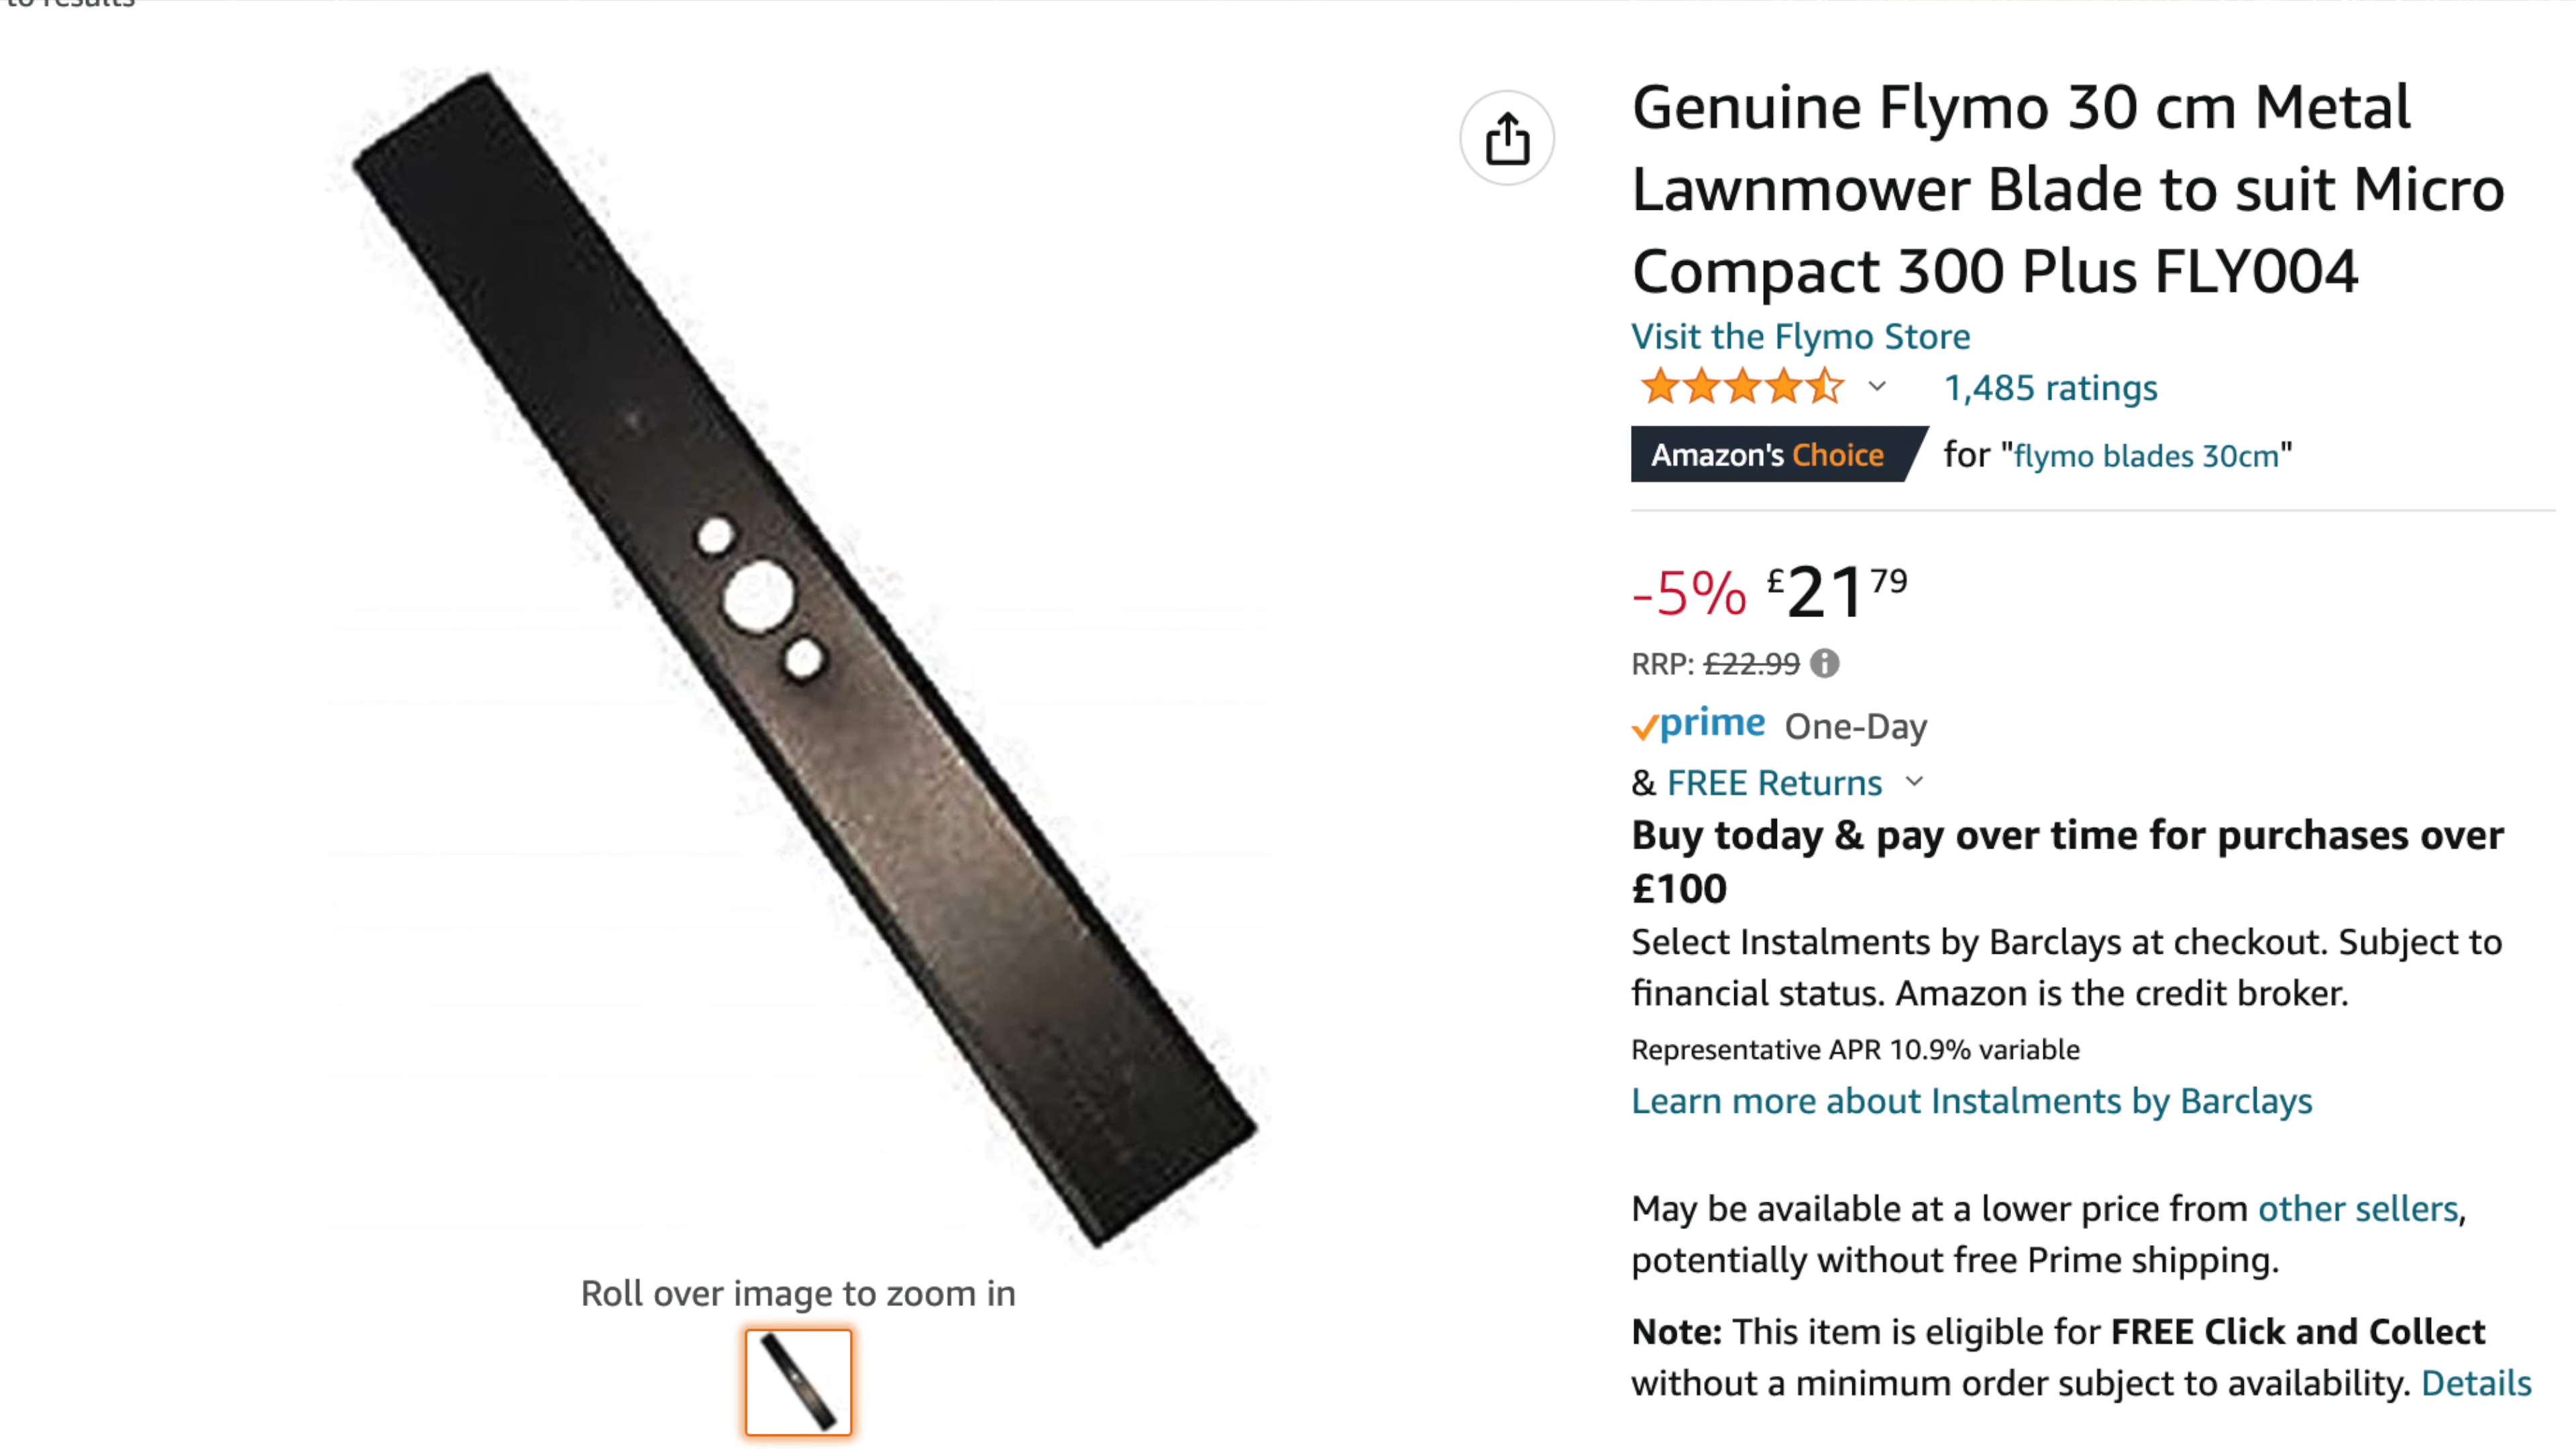 to results
Genuine Flymo 30 cm Metal
Lawnmower Blade to suit Micro
Compact 300 Plus FLY004
Visit the Flymo Store
1,485 ratings
Amazon's Choice for "flymo blades 30cm"
-5% £21 79
RRP: £22.99
prime One-Day
& FREE Returns
Buy today & pay over time for purchases over
£100
Select Instalments by Barclays at checkout. Subject to
financial status. Amazon is the credit broker.
Representative APR 10.9% variable
Learn more about Instalments by Barclays
May be available at a lower price from other sellers,
potentially without free Prime shipping.
Roll over image to zoom in
Note: This item is eligible for FREE Click and Collect
without a minimum order subject to availability. Details